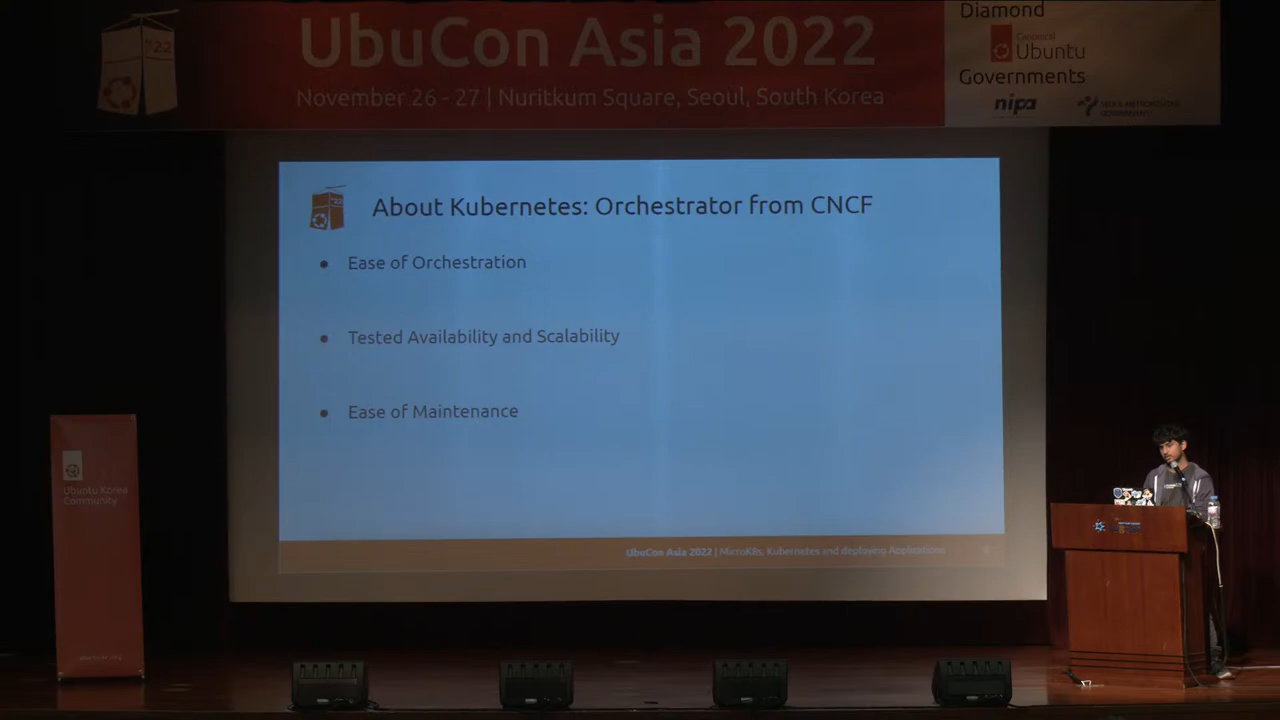 UbuCon Asia 2022
November 26 - 27 | Nuritkum Square, Seoul, South Korea
Diamond
Canonical
Ubuntu
Governments
nipa
'22
About Kubernetes: Orchestrator from CNCF
• Ease of Orchestration
• Tested Availability and Scalability
• Ease of Maintenance
UbuCon Asia 2022 | MicroK8s, Kubernetes and deploying Applications
Ubuntu Korea
Community